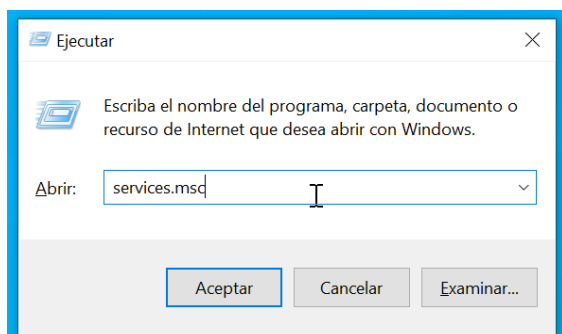 Ejecutar
Escriba el nombre del programa, carpeta, documento o
recurso de Internet que desea abrir con Windows.
Abrir: services.msc
Aceptar Cancelar Examinar...